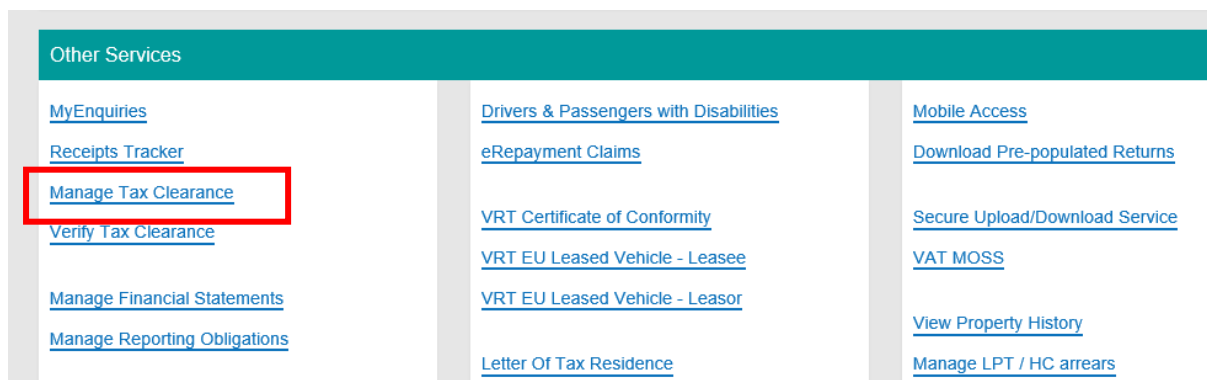 Other Services
MyEnquiries
Receipts Tracker
Manage Tax Clearance
Verify Tax Clearance
Manage Financial Statements
Manage Reporting Obligations
Drivers & Passengers with Disabilities
eRepayment Claims
VRT Certificate of Conformity
VRT EU Leased Vehicle - Leasee
VRT EU Leased Vehicle - Leasor
Letter Of Tax Residence
Mobile Access
Download Pre-populated Returns
Secure Upload/Download Service
VAT MOSS
View Property History
Manage LPT / HC arrears